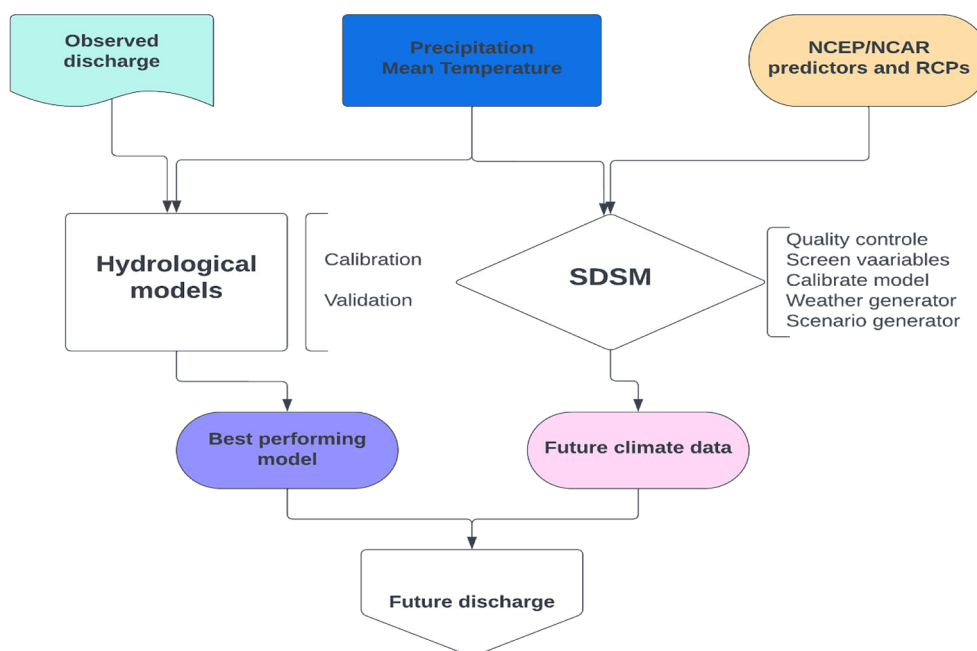 Observed
discharge
Precipitation
Mean Temperature
NCEP/NCAR
predictors and RCPs
Hydrological
models
Calibration
Validation
SDSM
Quality controle
Screen vaariables
Calibrate model
Weather generator
Scenario generator
Best performing
model
Future climate data
Future discharge